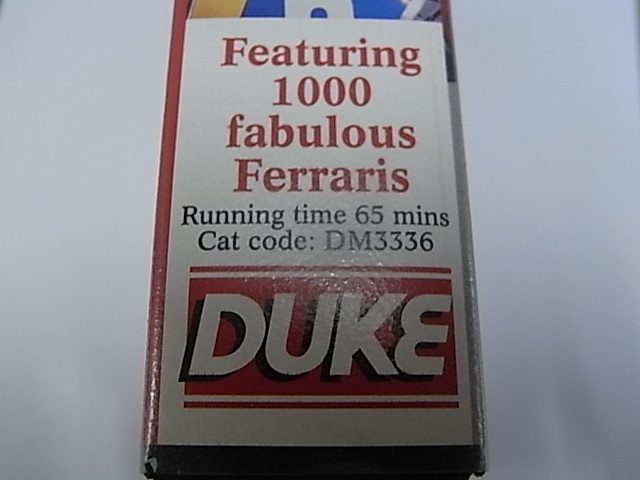 Featuring
1000
fabulous
Ferraris
Running time 65 mins
Cat code: DM3336
DUKE